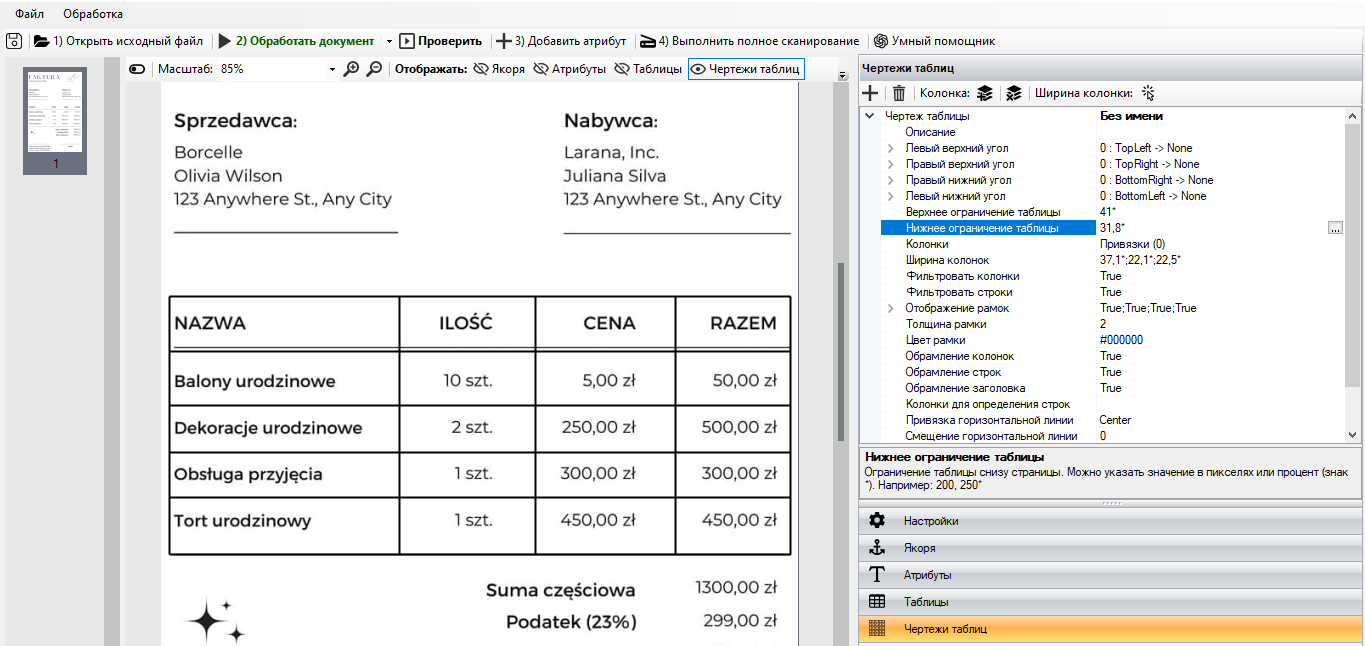 Файл Обработка
1) Открыть исходный файл 2) Обработать документ Проверить 3) Добавить атрибут 4) Выполнить полное сканирование Умный помощник
FAKTURA
1
Масштаб: 85% Отображать: Якоря Атрибуты Таблицы Чертежи таблиц
Sprzedawca:
Borcelle
Olivia Wilson
123 Anywhere St., Any City
Nabywca:
Larana, Inc.
Juliana Silva
123 Anywhere St., Any City
NAZWA ILOŚĆ CENA RAZEM
Balony urodzinowe 10 szt. 5,00 zł 50,00 zł
Dekoracje urodzinowe 2 szt. 250,00 zł 500,00 zł
Obsługa przyjęcia 1 szt. 300,00 zł 300,00 zł
Tort urodzinowy 1 szt. 450,00 zł 450,00 zł
Suma częściowa 1300,00 zł
Podatek (23%) 299,00 zł
Чертежи таблиц
Колонка: Ширина колонки:
Чертеж таблицы Без имени
Описание
Левый верхний угол 0 : TopLeft -> None
Правый верхний угол 0 : TopRight -> None
Правый нижний угол 0 : BottomRight -> None
Левый нижний угол 0 : BottomLeft -> None
Верхнее ограничение таблицы 41*
Нижнее ограничение таблицы 31,8* ...
Колонки Привязки (0)
Ширина колонок 37,1*;22,1*;22,5*
Фильтровать колонки True
Фильтровать строки True
Отображение рамок True;True;True;True
Толщина рамки 2
Цвет рамки #000000
Обрамление колонок True
Обрамление строк True
Обрамление заголовка True
Колонки для определения строк
Привязка горизонтальной линии Center
Смещение горизонтальной линии 0
Нижнее ограничение таблицы
Ограничение таблицы снизу страницы. Можно указать значение в пикселях или процент (знак
*). Например: 200, 250*
Настройки
Якоря
Атрибуты
Таблицы
Чертежи таблиц